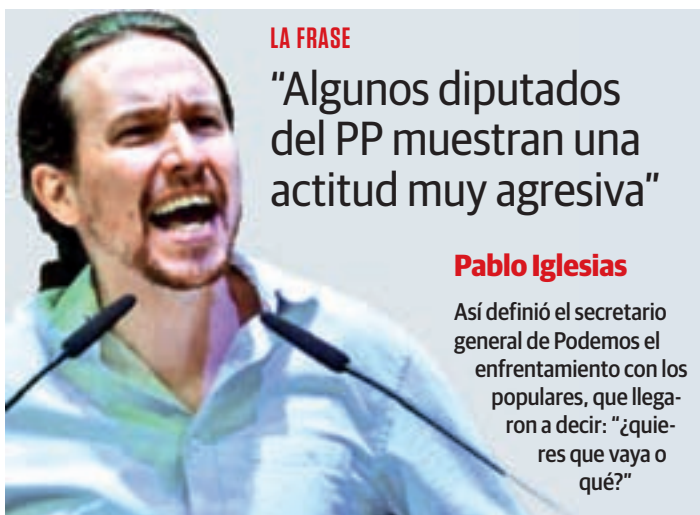 LA FRASE
“Algunos diputados
del PP muestran una
actitud muy agresiva”
Pablo Iglesias
Así definió el secretario
general de Podemos el
enfrentamiento con los
populares, que llega-
ron a decir: “¿quie-
res que vaya o
qué?”